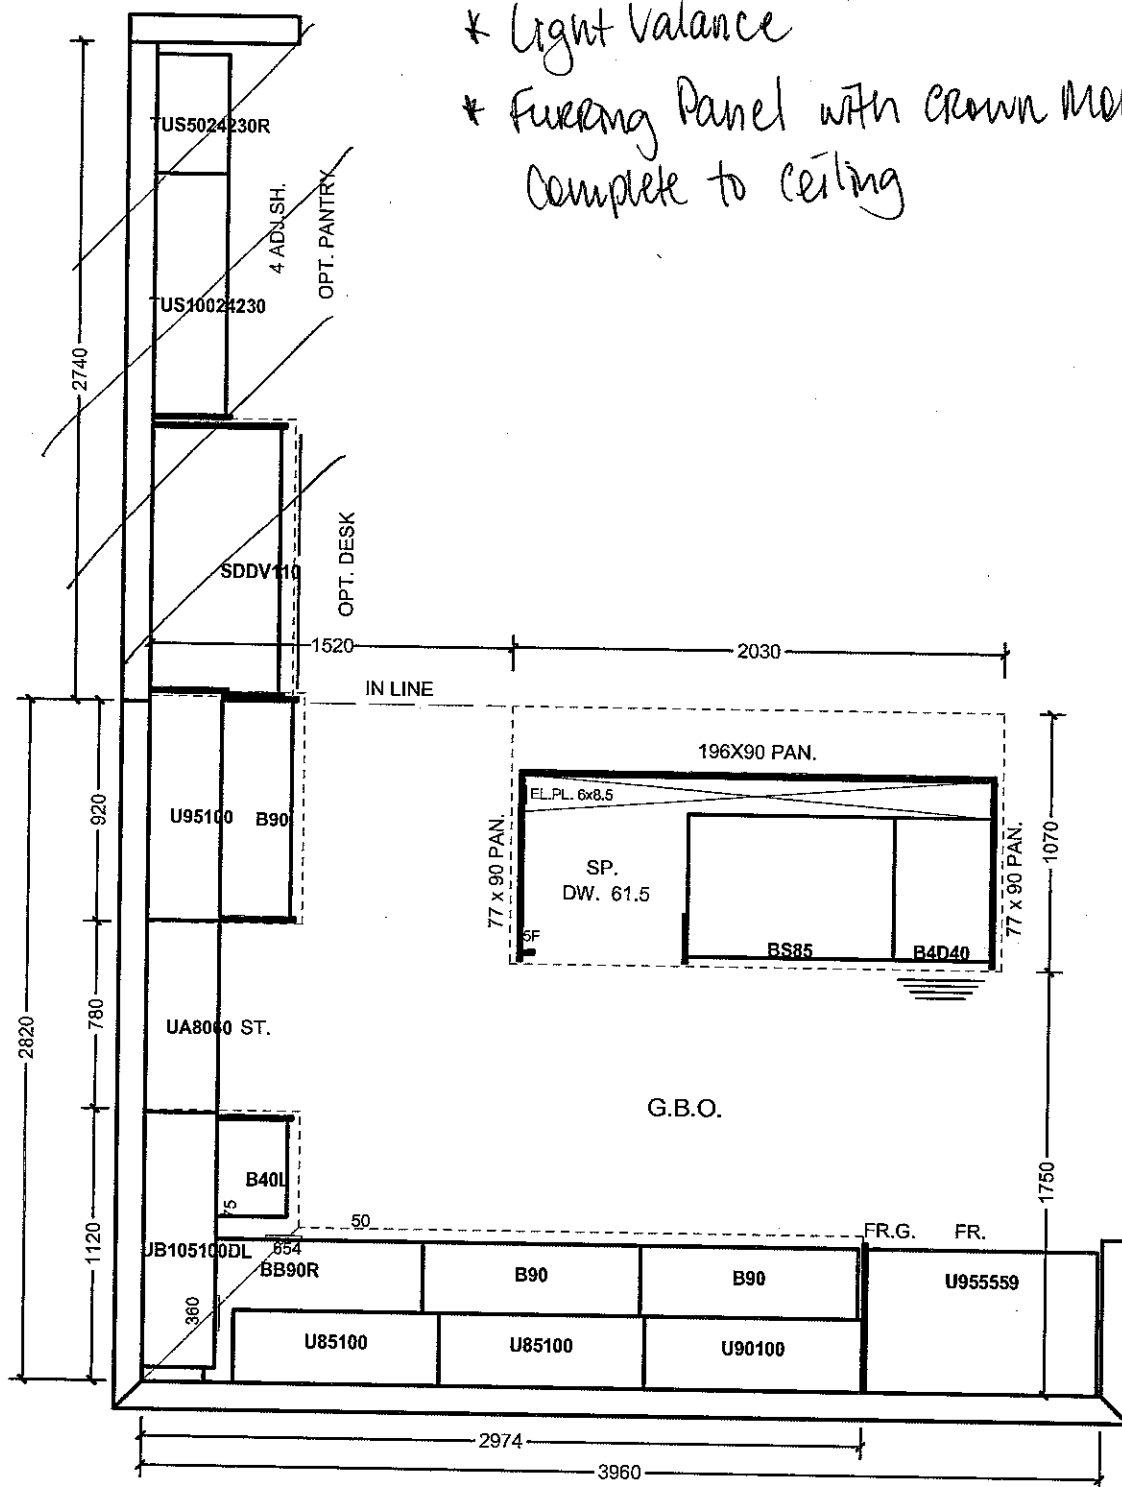 * Light Valance
* Furring Panel with Crown Mo
Complete to ceiling
TUS5024230R
4 ADJ.SH.
OPT. PANTRY
TUS10024230
2740
SDDV110
OPT. DESK
1520
2030
IN LINE
196X90 PAN.
EL.PL. 6x8.5
U95100
B90
920
77 x 90 PAN.
SP.
DW. 61.5
77 x 90 PAN.
1070
5F
BS85
B4D40
2820
780
UA8060
ST.
G.B.O.
1750
B40L
75
1120
50
FR.G.
FR.
UB105100DL
654
BB90R
B90
B90
U955559
360
U85100
U85100
U90100
2974
3960